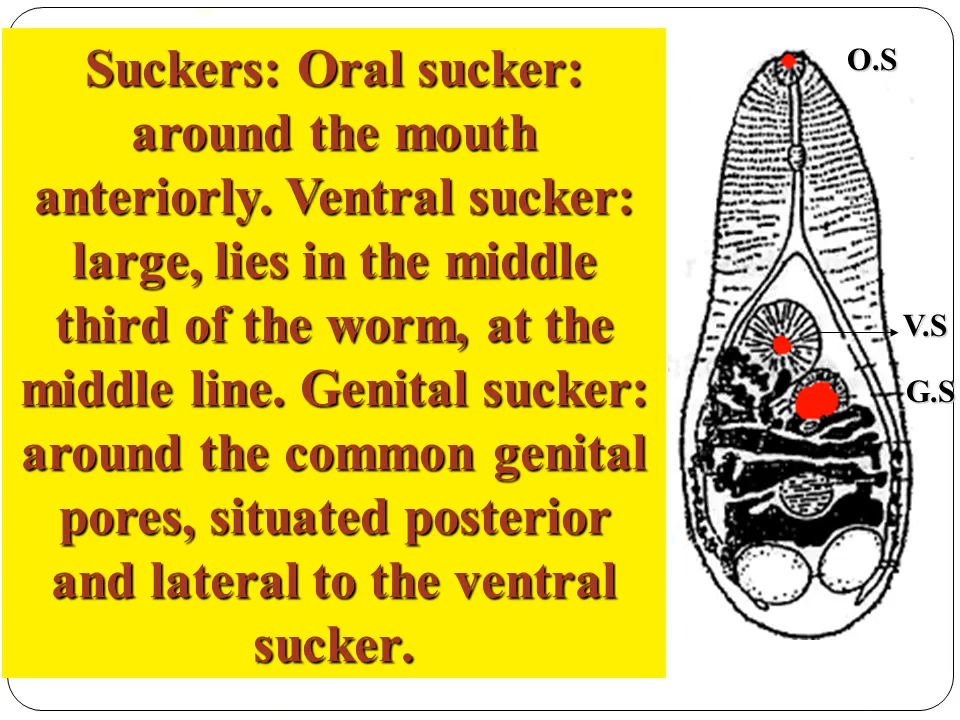 Suckers: Oral sucker:
around the mouth
anteriorly. Ventral sucker:
large, lies in the middle
third of the worm, at the
middle line. Genital sucker:
around the common genital
pores, situated posterior
and lateral to the ventral
sucker.
O.S
V.S
G.S